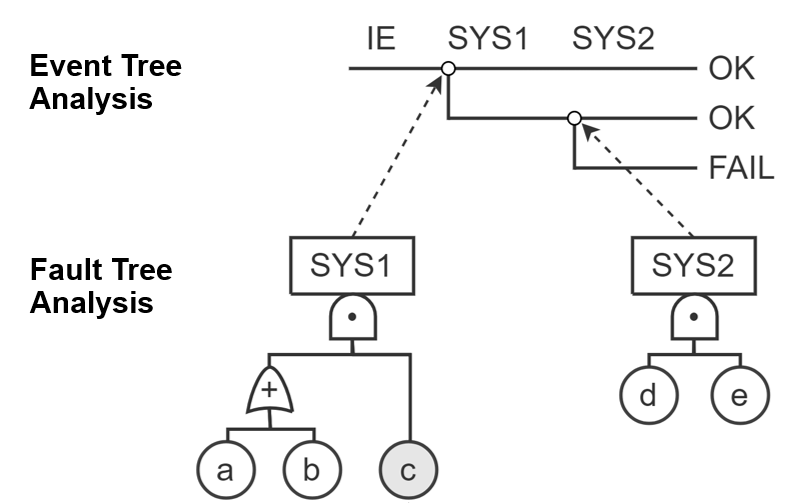 IE SYS1 SYS2
Event Tree
Analysis
OK
OK
FAIL
Fault Tree
Analysis
SYS1
SYS2
•
•
+
d
e
a
b
c